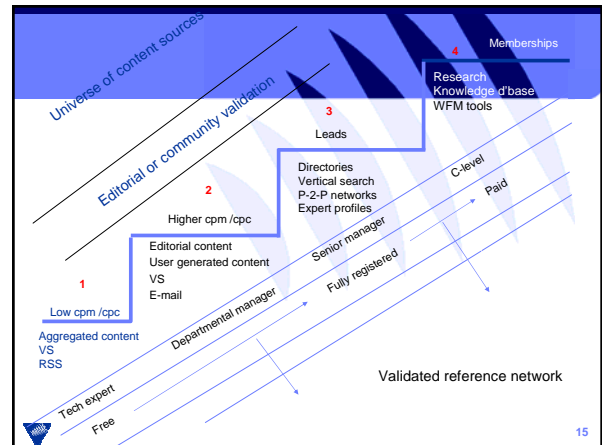 Universe of content sources
Editorial or community validation
4
Memberships
Research
Knowledge d'base
WFM tools
3
Leads
Directories
Vertical search
P-2-P networks
Expert profiles
2
Higher cpm /cpc
Editorial content
User generated content
VS
E-mail
1
Low cpm /cpc
Aggregated content
VS
RSS
Tech expert
Departmental manager
Senior manager
C-level
Free
Fully registered
Paid
Validated reference network
15